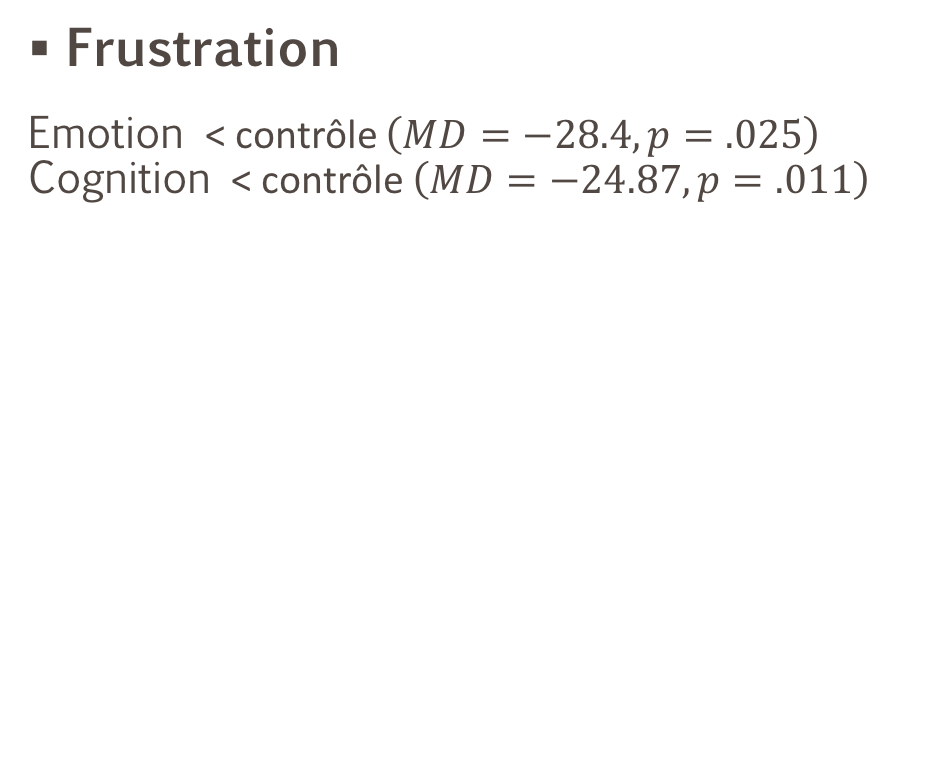 ▪ Frustration
Emotion < contrôle (MD = −28.4, p = .025)
Cognition < contrôle (MD = −24.87, p = .011)